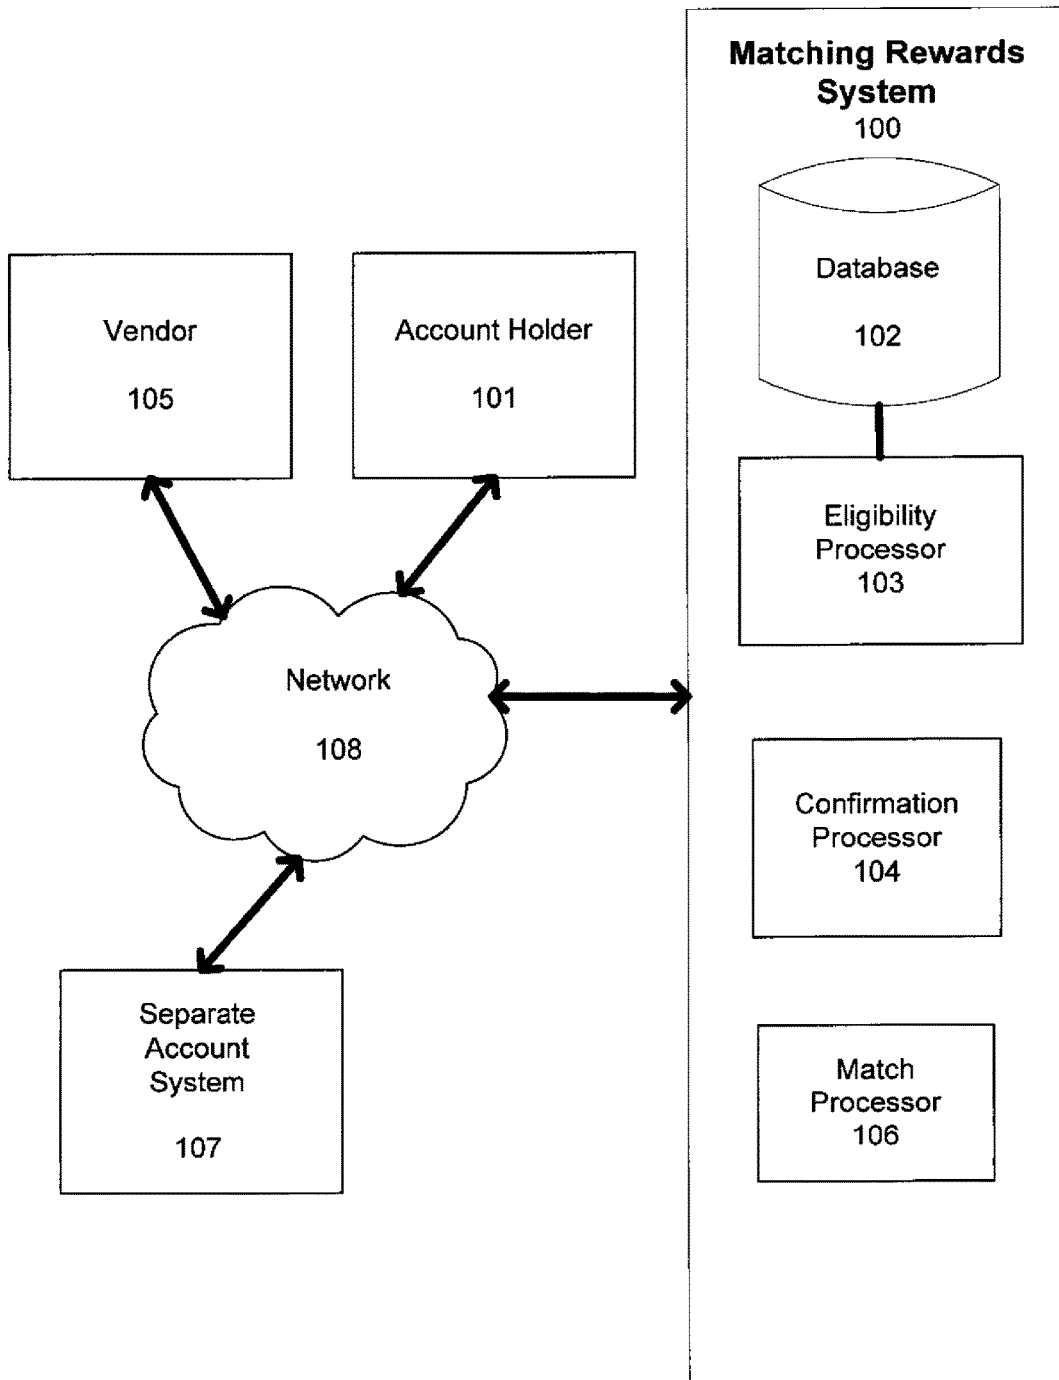 Matching Rewards
System
100
Database
102
Vendor
105
Account Holder
101
Eligibility
Processor
103
Network
108
Confirmation
Processor
104
Separate
Account
System
107
Match
Processor
106